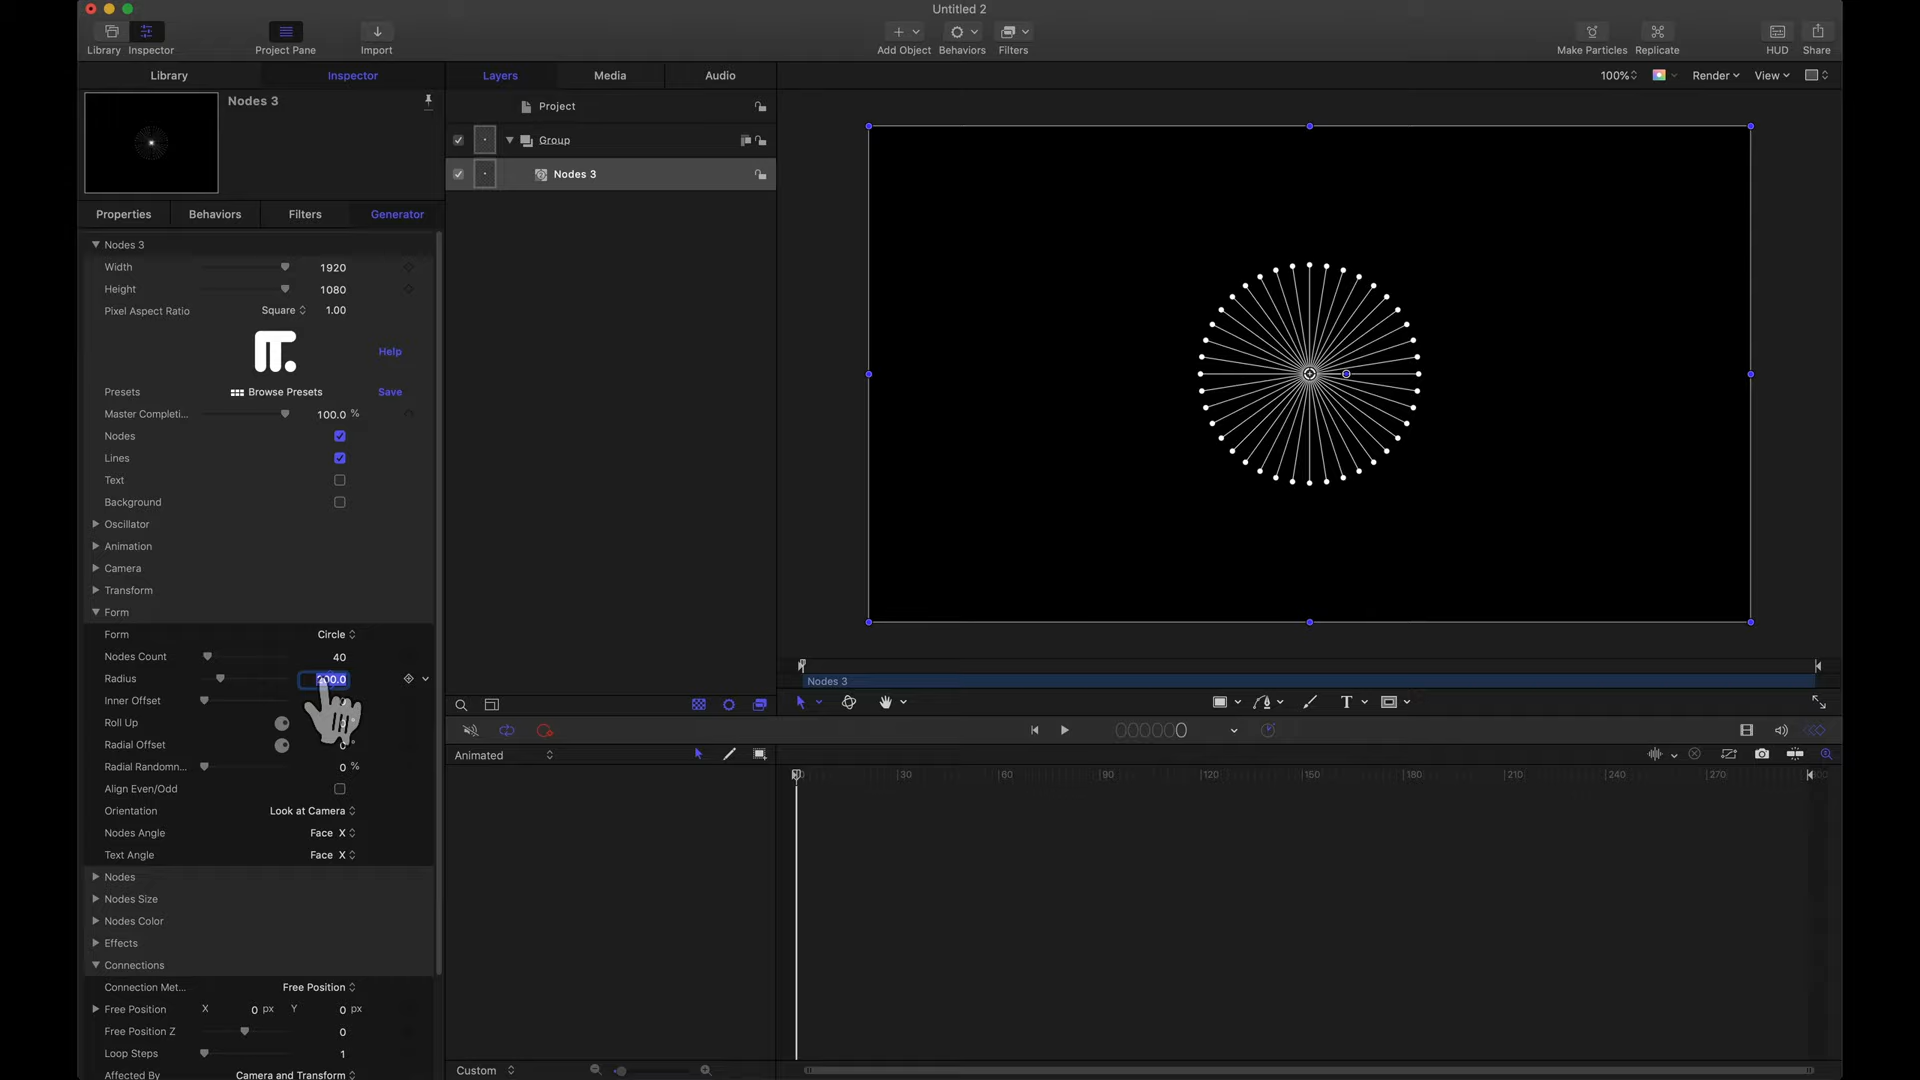 Untitled 2
Library Inspector Project Pane Import Add Object Behaviors Filters Make Particles Replicate HUD Share
Library Inspector Layers Media Audio 100% Render View
Nodes 3
Project
Group
Nodes 3
Properties Behaviors Filters Generator
Nodes 3
Width 1920
Height 1080
Pixel Aspect Ratio Square 1.00
Help
Presets Browse Presets Save
Master Completi... 100.0 %
Nodes
Lines
Text
Background
Oscillator
Animation
Camera
Transform
Form
Form Circle
Nodes Count 40
Radius
Inner Offset
Roll Up
Radial Offset
Radial Randomn... 0 %
Align Even/Odd
Orientation Look at Camera
Nodes Angle Face X
Text Angle Face X
Nodes
Nodes Size
Nodes Color
Effects
Connections
Connection Met... Free Position
Free Position X 0 px Y 0 px
Free Position Z 0
Loop Steps 1
Affected By Camera and Transform
Nodes 3
T
000000
Animated
30 60 90 120 150 180 210 240 270
Custom